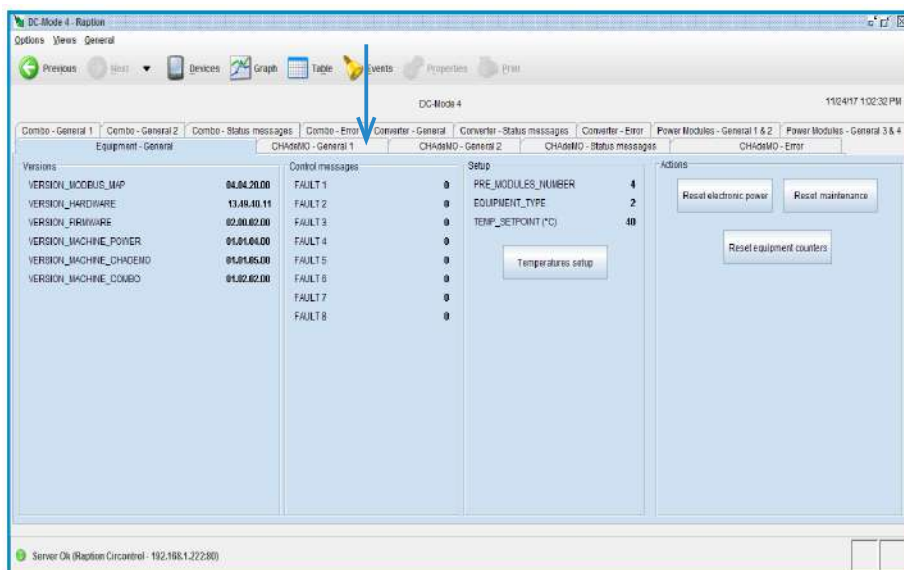 DC-Mode 4 - Raption
Options Views General
Previous Next Devices Graph Table Events Properties Print
DC-Mode 4 11/24/17 1:02:32 PM
Combo - General 1 Combo - General 2 Combo - Status messages Combo - Error Converter - General Converter - Status messages Converter - Error Power Modules - General 1 & 2 Power Modules - General 3 & 4
Equipment - General CHAdeMO - General 1 CHAdeMO - General 2 CHAdeMO - Status messages CHAdeMO - Error
Versions
VERSION_MODBUS_MAP 04.04.20.00
VERSION_HARDWARE 13.49.40.11
VERSION_FIRMWARE 02.00.02.00
VERSION_MACHINE_POWER 01.01.04.00
VERSION_MACHINE_CHADEMO 01.01.05.00
VERSION_MACHINE_COMBO 01.02.02.00
Control messages
FAULT 1 0
FAULT 2 0
FAULT 3 0
FAULT 4 0
FAULT 5 0
FAULT 6 0
FAULT 7 0
FAULT 8 0
Setup
PRE_MODULES_NUMBER 4
EQUIPMENT_TYPE 2
TEMP_SETPOINT (°C) 40
Temperatures setup
Actions
Reset electronic power Reset maintenance
Reset equipment counters
Server Ok (Raption Circontrol - 192.168.1.222:80)